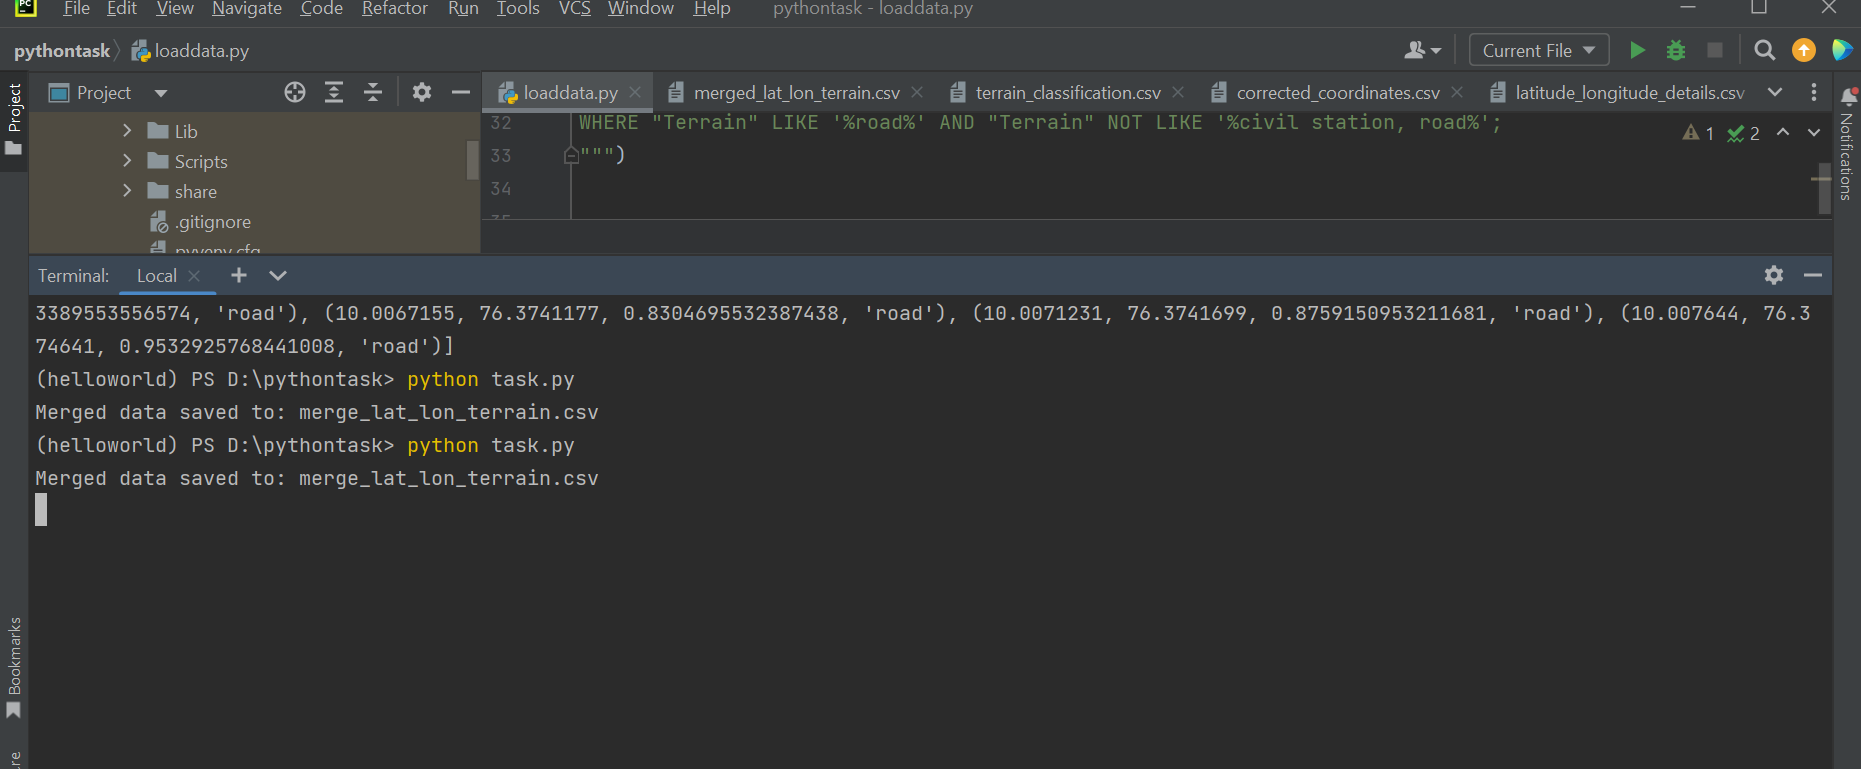 PC File Edit View Navigate Code Refactor Run Tools VCS Window Help pythontask - loaddata.py
pythontask loaddata.py Current File
Project
Project
loaddata.py merged_lat_lon_terrain.csv terrain_classification.csv corrected_coordinates.csv latitude_longitude_details.csv
Notifications
Lib
Scripts
share
.gitignore
pyvenv.cfg
32 WHERE "Terrain" LIKE '%road%' AND "Terrain" NOT LIKE '%civil station, road%';
33 """)
34
35
1 2
Terminal: Local
3389553556574, 'road'), (10.0067155, 76.3741177, 0.8304695532387438, 'road'), (10.0071231, 76.3741699, 0.8759150953211681, 'road'), (10.007644, 76.3
74641, 0.9532925768441008, 'road')]
(helloworld) PS D:\pythontask> python task.py
Merged data saved to: merge_lat_lon_terrain.csv
(helloworld) PS D:\pythontask> python task.py
Merged data saved to: merge_lat_lon_terrain.csv
Bookmarks